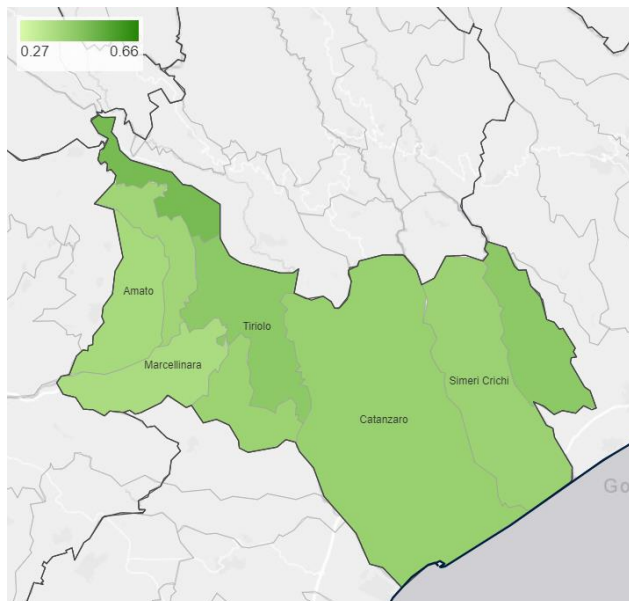 0.27 0.66
Amato
Tiriolo
Marcellinara
Simeri Crichi
Catanzaro
Go